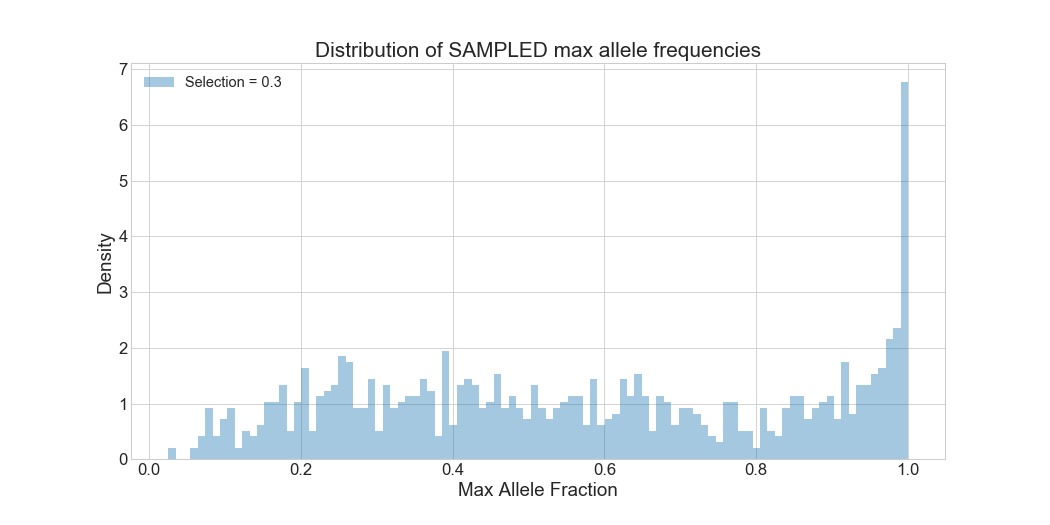 Distribution of SAMPLED max allele frequencies
Selection = 0.3
7
6
5
4
3
2
1
0
Density
0.0 0.2 0.4 0.6 0.8 1.0
Max Allele Fraction